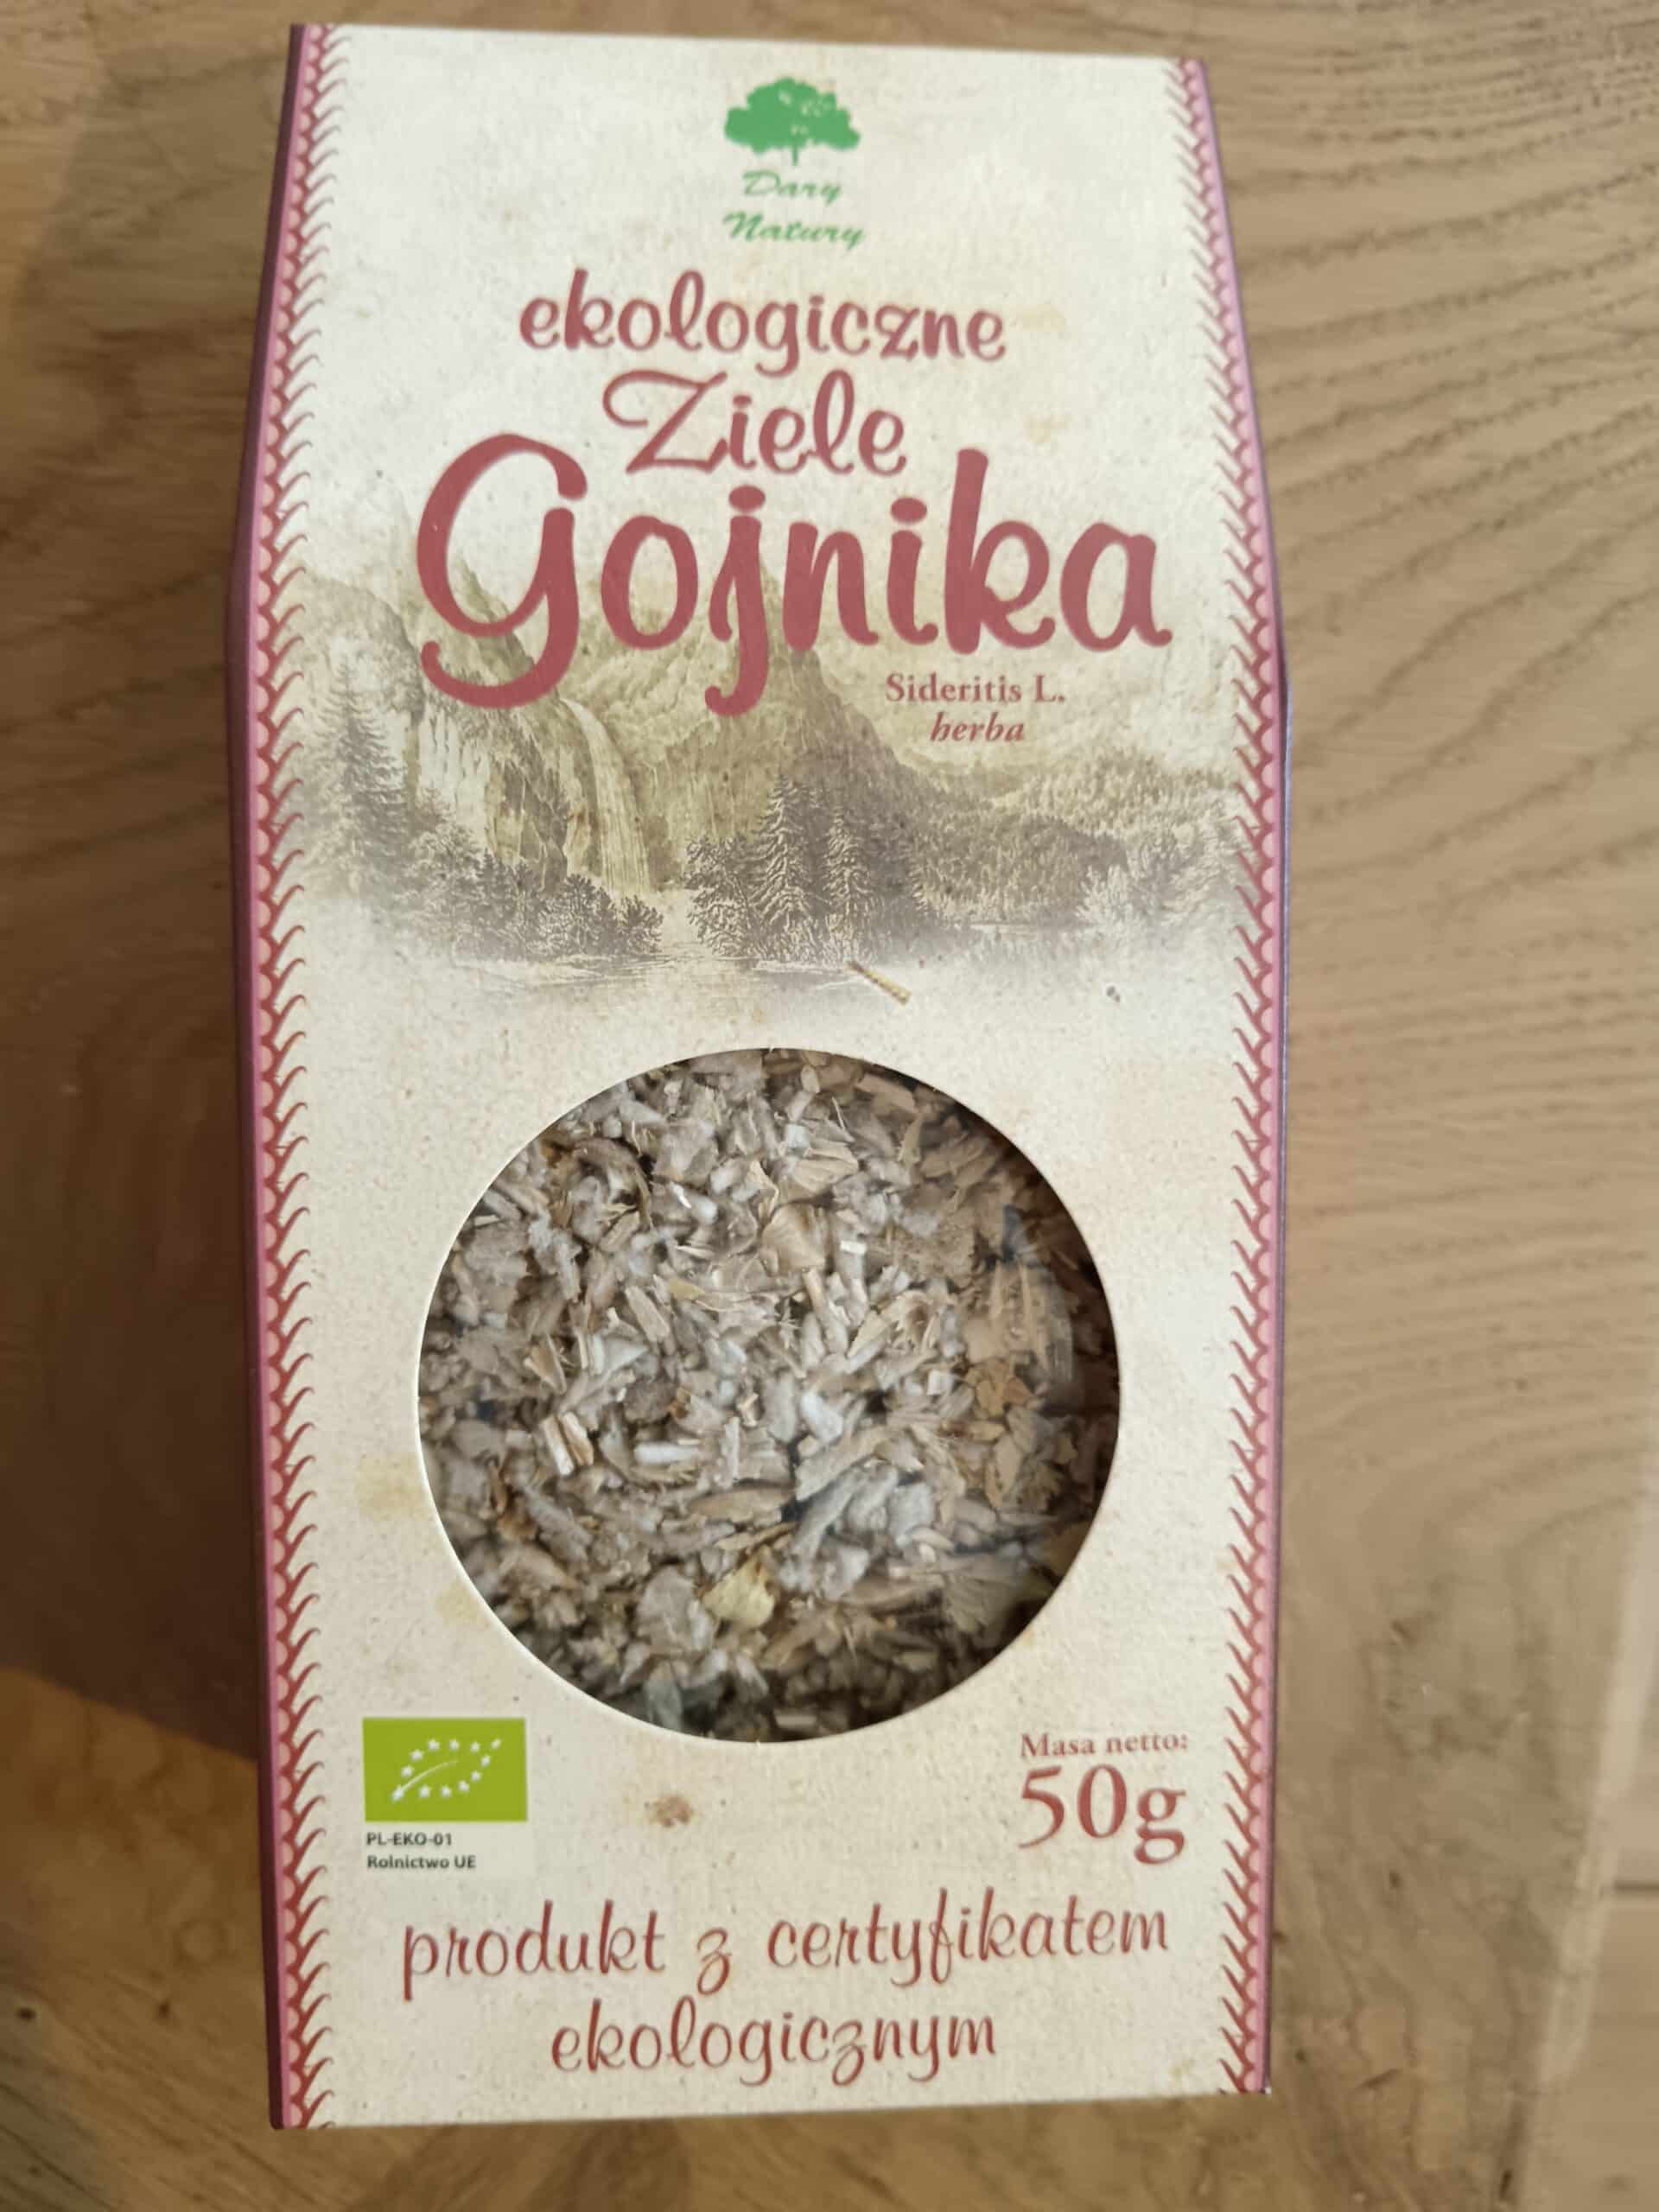 Dary
Natury
ekologiczne
Ziele
Gojnika
Sideritis L.
herba
Masa netto:
50g
PL-EKO-01
Rolnictwo UE
produkt z certyfikatem
ekologicznym